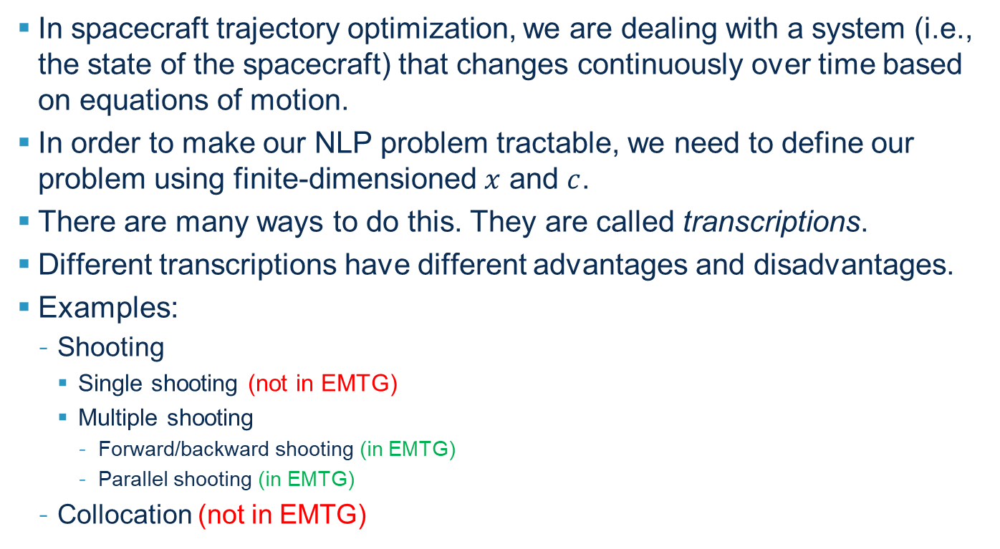 ▪ In spacecraft trajectory optimization, we are dealing with a system (i.e.,
the state of the spacecraft) that changes continuously over time based
on equations of motion.
▪ In order to make our NLP problem tractable, we need to define our
problem using finite-dimensioned 𝑥 and 𝑐.
▪ There are many ways to do this. They are called transcriptions.
▪ Different transcriptions have different advantages and disadvantages.
▪ Examples:
- Shooting
▪ Single shooting (not in EMTG)
▪ Multiple shooting
- Forward/backward shooting (in EMTG)
- Parallel shooting (in EMTG)
- Collocation (not in EMTG)